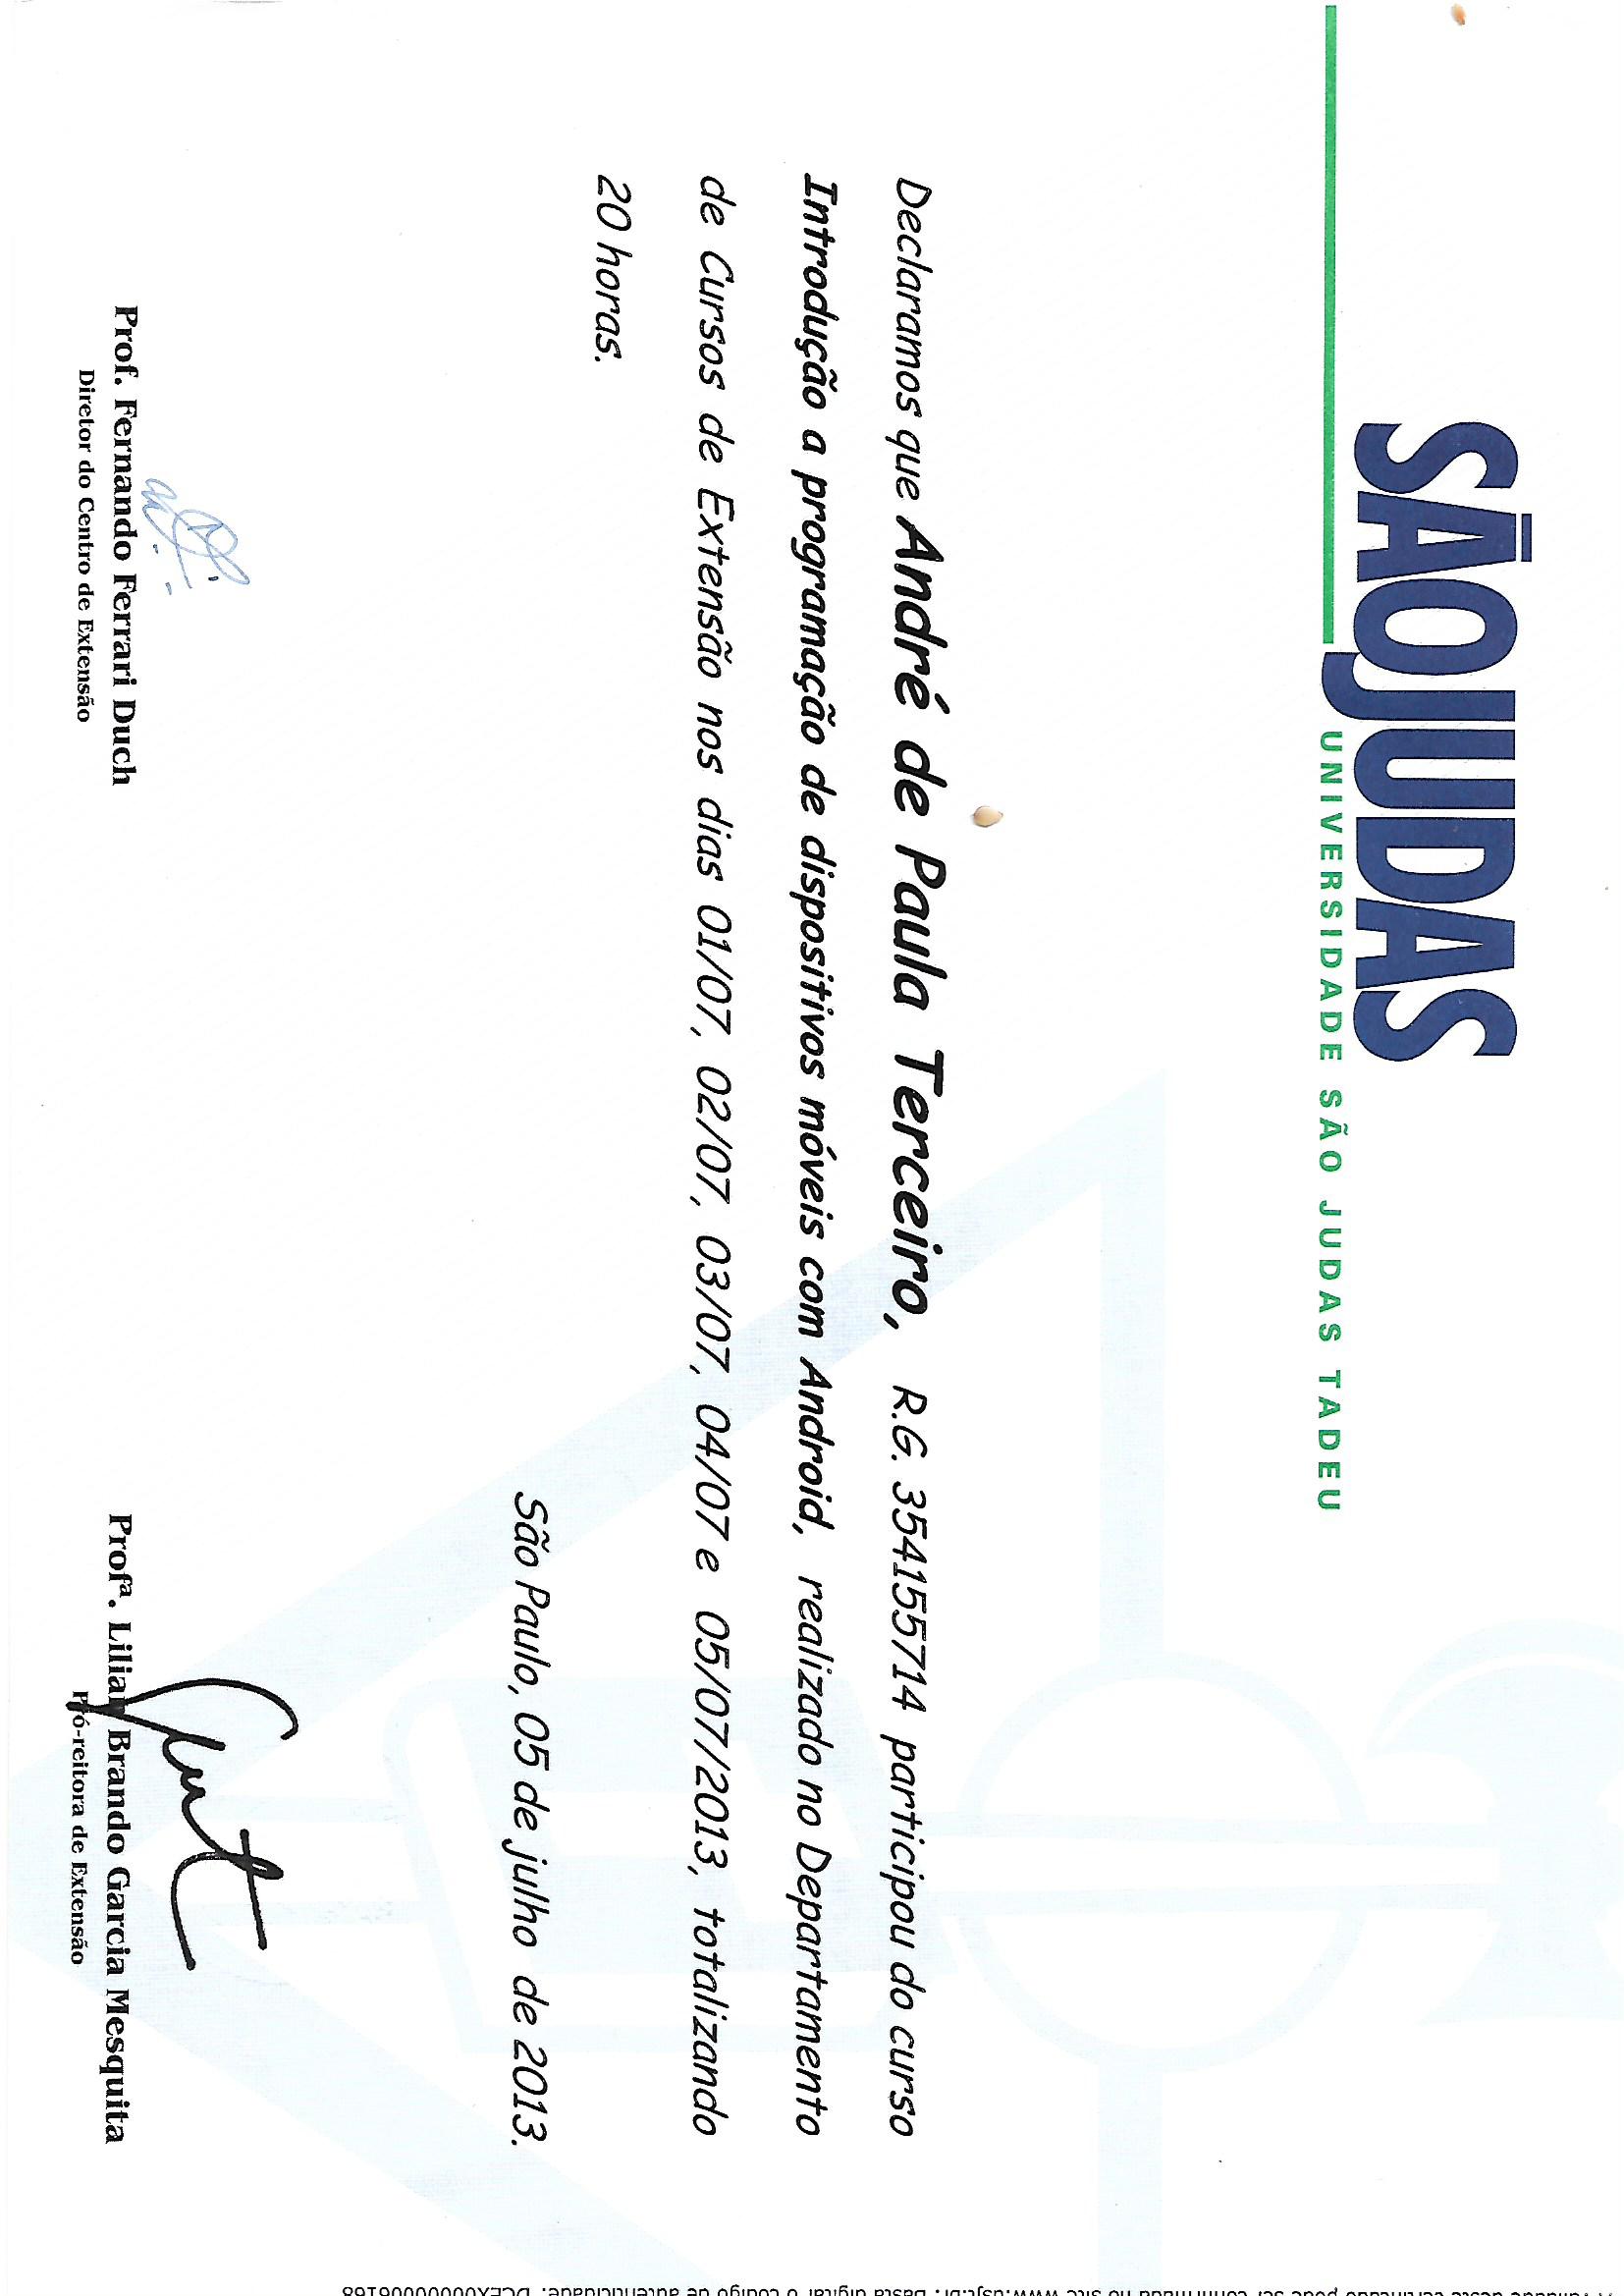 SÃOJUDAS
UNIVERSIDADE SÃO JUDAS TADEU
Declaramos que André de Paula Terceiro, R.G. 354155714 participou do curso
Introdução a programação de dispositivos móveis com Android, realizado no Departamento
de Cursos de Extensão nos dias 01/07, 02/07, 03/07, 04/07 e 05/07/2013, totalizando
20 horas.
São Paulo, 05 de julho de 2013.
Prof. Fernando Ferrari Duch
Diretor do Centro de Extensão
Profª. Lilian Brando Garcia Mesquita
Pró-reitora de Extensão
A validade deste certificado pode ser confirmada no site www.usjt.br. Basta digitar o código de autenticidade: DCEX00000006168